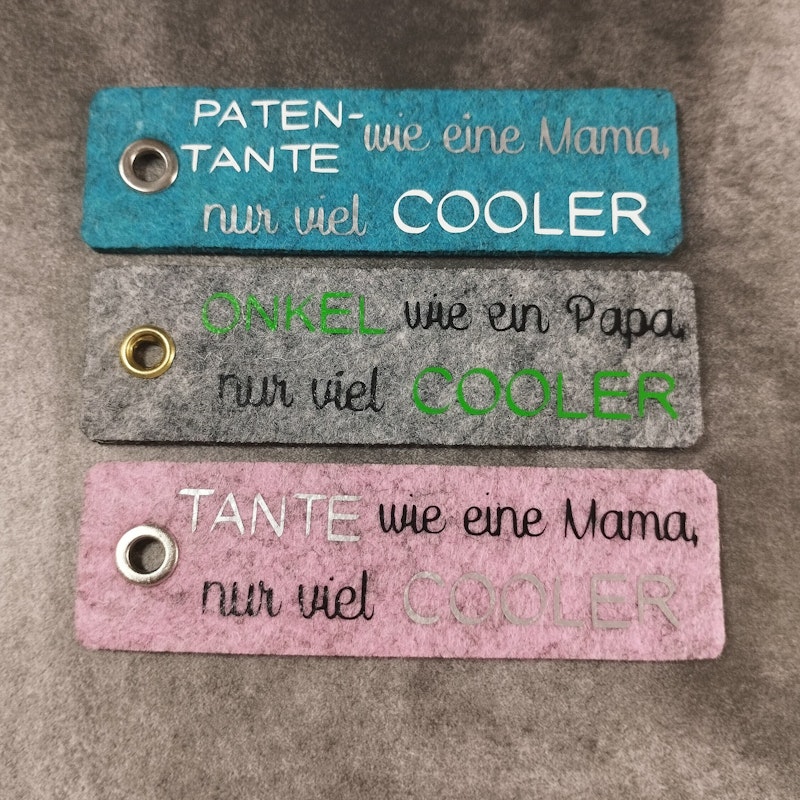 PATEN-
TANTE wie eine Mama,
nur viel COOLER
ONKEL wie ein Papa,
nur viel COOLER
TANTE wie eine Mama,
nur viel COOLER